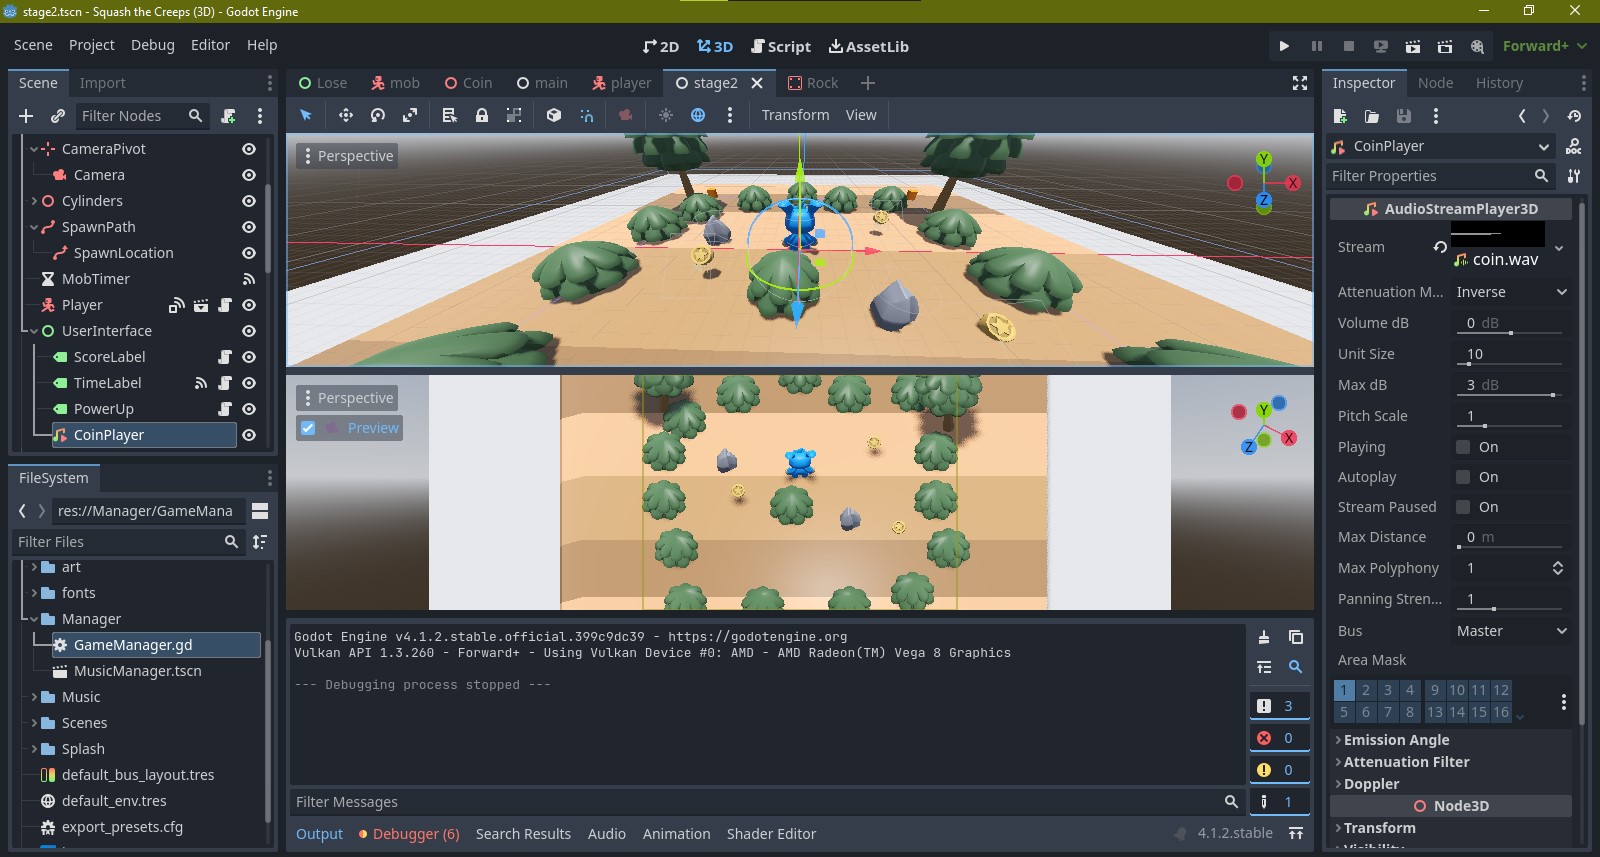 stage2.tscn - Squash the Creeps (3D) - Godot Engine
Scene Project Debug Editor Help
2D 3D Script AssetLib
Forward+
Scene Import
Filter Nodes
CameraPivot
Camera
Cylinders
SpawnPath
SpawnLocation
MobTimer
Player
UserInterface
ScoreLabel
TimeLabel
PowerUp
CoinPlayer
FileSystem
res://Manager/GameMana
Filter Files
art
fonts
Manager
GameManager.gd
MusicManager.tscn
Music
Scenes
Splash
default_bus_layout.tres
default_env.tres
export_presets.cfg
Lose mob Coin main player stage2 Rock
Transform View
Perspective
Y
X
Z
Perspective
Preview
Y
X
Z
Godot Engine v4.1.2.stable.official.399c9dc39 - https://godotengine.org
Vulkan API 1.3.260 - Forward+ - Using Vulkan Device #0: AMD - AMD Radeon(TM) Vega 8 Graphics
--- Debugging process stopped ---
3
0
0
1
Filter Messages
Output Debugger (6) Search Results Audio Animation Shader Editor 4.1.2.stable
Inspector Node History
CoinPlayer
DOC
Filter Properties
AudioStreamPlayer3D
Stream coin.wav
Attenuation M... Inverse
Volume dB 0 dB
Unit Size 10
Max dB 3 dB
Pitch Scale 1
Playing On
Autoplay On
Stream Paused On
Max Distance 0 m
Max Polyphony 1
Panning Stren... 1
Bus Master
Area Mask
1 2 3 4 9 10 11 12
5 6 7 8 13 14 15 16
Emission Angle
Attenuation Filter
Doppler
Node3D
Transform
Visibility